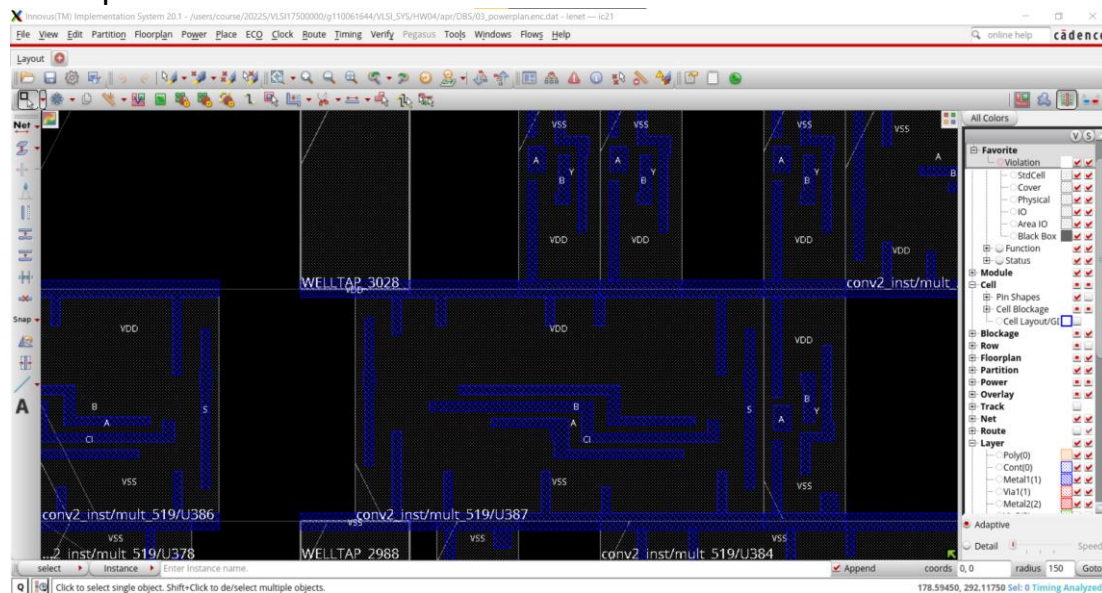 Innovus(TM) Implementation System 20.1 - /users/course/2022S/VLSI17500000/g110061644/VLSI_SYS/HW04/apr/DBS/03_powerplan.enc.dat - lenet — ic21
File View Edit Partition Floorplan Power Place ECO Clock Route Timing Verify Pegasus Tools Windows Flows Help
online help cādence
Layout
All Colors
Net
V S
Favorite
Violation
StdCell
Cover
Physical
IO
Area IO
Black Box
Function
Status
Module
Cell
Pin Shapes
Cell Blockage
Cell Layout/GI
Blockage
Row
Floorplan
Partition
Power
Overlay
Track
Net
Route
Layer
Poly(0)
Cont(0)
Metal1(1)
Via1(1)
Metal2(2)
Adaptive
Detail Speed
Snap
A
VSS VSS VSS VSS
A A A A
B Y B Y B Y B
VDD VDD VDD VDD
WELLTAP_3028 conv2_inst/mult_
VDD
VDD VDD VDD
B B B Y
A S A S A
CI CI
VSS VSS VSS
conv2_inst/mult_519/U386 conv2_inst/mult_519/U387
VSS VSS VSS VSS
...2_inst/mult_519/U378 WELLTAP_2988 conv2_inst/mult_519/U384
select Instance Enter Instance name. Append coords 0, 0 radius 150 Goto
Q Click to select single object. Shift+Click to de/select multiple objects. 178.59450, 292.11750 Sel: 0 Timing Analyzed